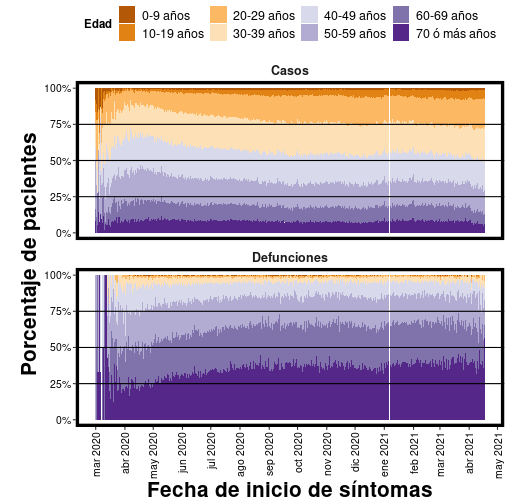 Edad
0-9 años 20-29 años 40-49 años 60-69 años
10-19 años 30-39 años 50-59 años 70 ó más años
Casos
100%
75%
50%
25%
0%
Defunciones
100%
75%
50%
25%
0%
Porcentaje de pacientes
mar 2020
abr 2020
may 2020
jun 2020
jul 2020
ago 2020
sep 2020
oct 2020
nov 2020
dic 2020
ene 2021
feb 2021
mar 2021
abr 2021
may 2021
Fecha de inicio de síntomas